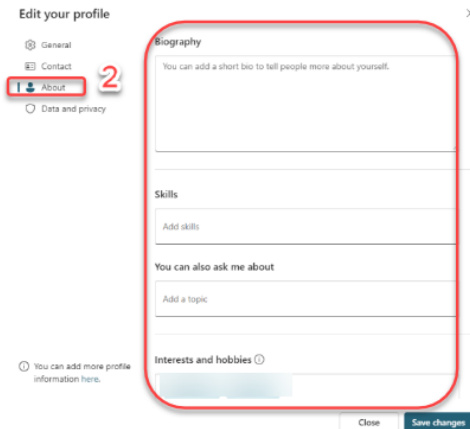 Edit your profile
General
Contact
About
Data and privacy
2
Biography
You can add a short bio to tell people more about yourself.
Skills
Add skills
You can also ask me about
Add a topic
Interests and hobbies
You can add more profile
information here.
Close
Save changes